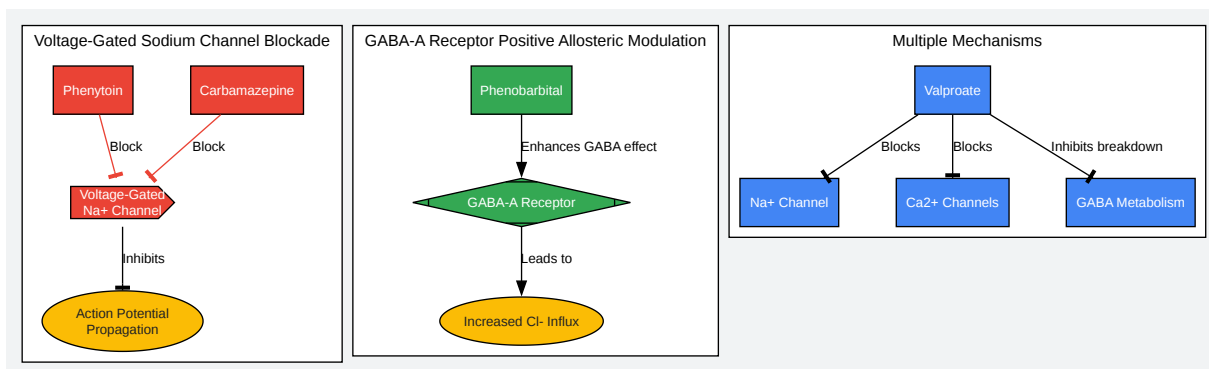 Voltage-Gated Sodium Channel Blockade
Phenytoin
Carbamazepine
Block
Block
Voltage-Gated
Na+ Channel
Inhibits
Action Potential
Propagation
GABA-A Receptor Positive Allosteric Modulation
Phenobarbital
Enhances GABA effect
GABA-A Receptor
Leads to
Increased Cl- Influx
Multiple Mechanisms
Valproate
Blocks
Blocks
Inhibits breakdown
Na+ Channel
Ca2+ Channels
GABA Metabolism